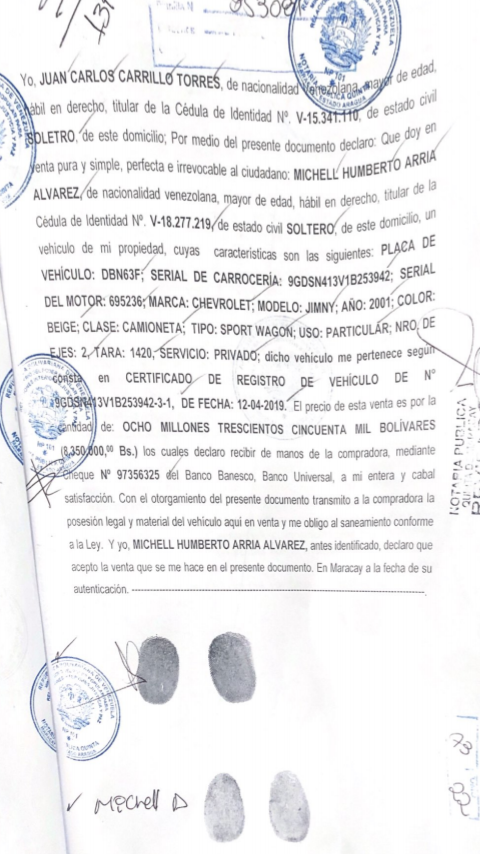 Yo, JUAN CARLOS CARRILLO TORRES, de nacionalidad Venezolana, mayor de edad,
hábil en derecho, titular de la Cédula de Identidad Nº. V-15.341.110, de estado civil
SOLETRO, de este domicilio; Por medio del presente documento declaro: Que doy en
venta pura y simple, perfecta e irrevocable al ciudadano: MICHELL HUMBERTO ARRIA
ALVAREZ, de nacionalidad venezolana, mayor de edad, hábil en derecho, titular de la
Cédula de Identidad Nº. V-18.277.219, de estado civil SOLTERO, de este domicilio, un
vehículo de mi propiedad, cuyas características son las siguientes: PLACA DE
VEHÍCULO: DBN63F; SERIAL DE CARROCERÍA: 9GDSN413V1B253942; SERIAL
DEL MOTOR: 695236; MARCA: CHEVROLET; MODELO: JIMNY; AÑO: 2001; COLOR:
BEIGE; CLASE: CAMIONETA; TIPO: SPORT WAGON; USO: PARTICULAR; NRO. DE
EJES: 2, TARA: 1420, SERVICIO: PRIVADO; dicho vehículo me pertenece según
consta en CERTIFICADO DE REGISTRO DE VEHÍCULO DE Nº
9GDSN413V1B253942-3-1, DE FECHA: 12-04-2019. El precio de esta venta es por la
cantidad de: OCHO MILLONES TRESCIENTOS CINCUENTA MIL BOLÍVARES
(8.350.000,00 Bs.) los cuales declaro recibir de manos de la compradora, mediante
cheque Nº 97356325 del Banco Banesco, Banco Universal, a mi entera y cabal
satisfacción. Con el otorgamiento del presente documento transmito a la compradora la
posesión legal y material del vehículo aquí en venta y me obligo al saneamiento conforme
a la Ley. Y yo, MICHELL HUMBERTO ARRIA ALVAREZ, antes identificado, declaro que
acepto la venta que se me hace en el presente documento. En Maracay a la fecha de su
autenticación.
NOTARIA PUBLICA
Michell A